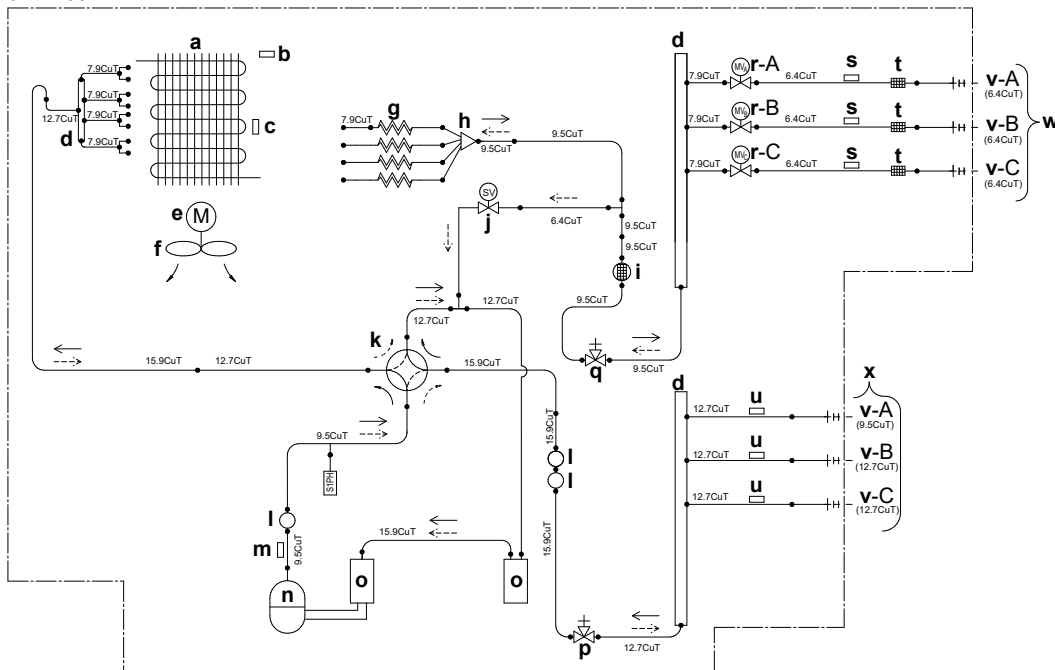 a
b
7.9CuT
7.9CuT
12.7CuT
7.9CuT
d
7.9CuT
c
e M
f
7.9CuT
g
h
9.5CuT
9.5CuT
SV
j
6.4CuT
9.5CuT
9.5CuT
i
9.5CuT
q
9.5CuT
d
7.9CuT
MVA
r-A
6.4CuT
s
t
v-A
(6.4CuT)
7.9CuT
MVB
r-B
6.4CuT
s
t
v-B
(6.4CuT)
w
7.9CuT
MVC
r-C
6.4CuT
s
t
v-C
(6.4CuT)
12.7CuT
12.7CuT
k
15.9CuT
12.7CuT
15.9CuT
9.5CuT
S1PH
l
m
9.5CuT
n
o
15.9CuT
o
15.9CuT
l
l
15.9CuT
p
12.7CuT
d
x
12.7CuT
u
v-A
(9.5CuT)
12.7CuT
u
v-B
(12.7CuT)
12.7CuT
u
v-C
(12.7CuT)